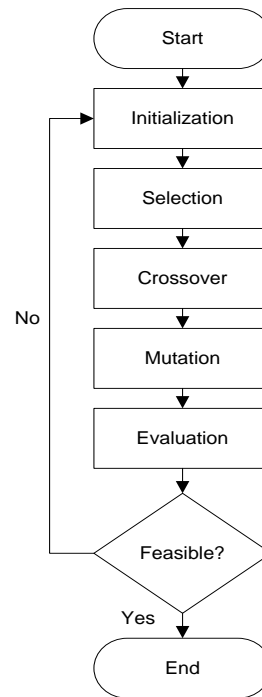 Start
Initialization
Selection
Crossover
No
Mutation
Evaluation
Feasible?
Yes
End